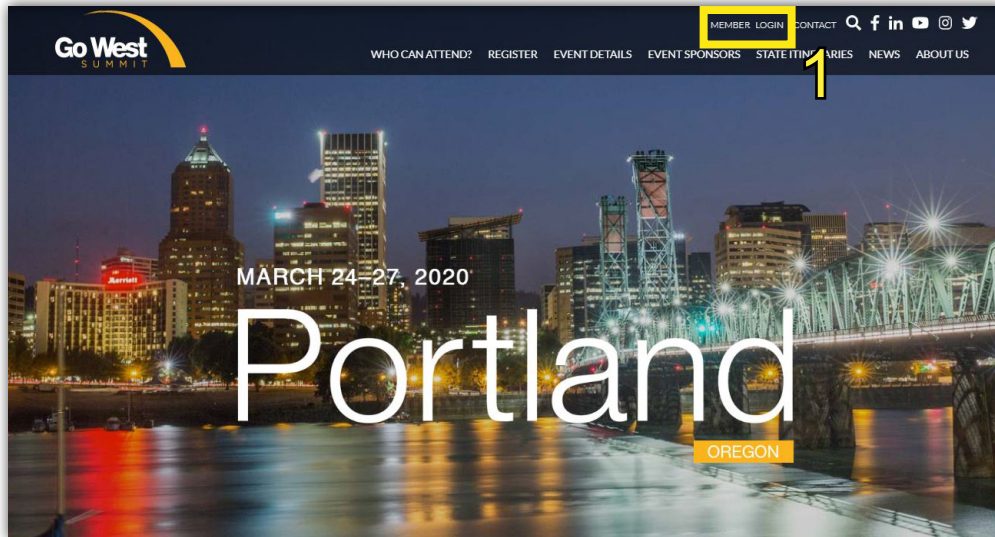 MEMBER LOGIN CONTACT
Go West
SUMMIT
WHO CAN ATTEND? REGISTER EVENT DETAILS EVENT SPONSORS STATE ITINERARIES NEWS ABOUT US
1
Marriott
MARCH 24-27, 2020
Portland
OREGON